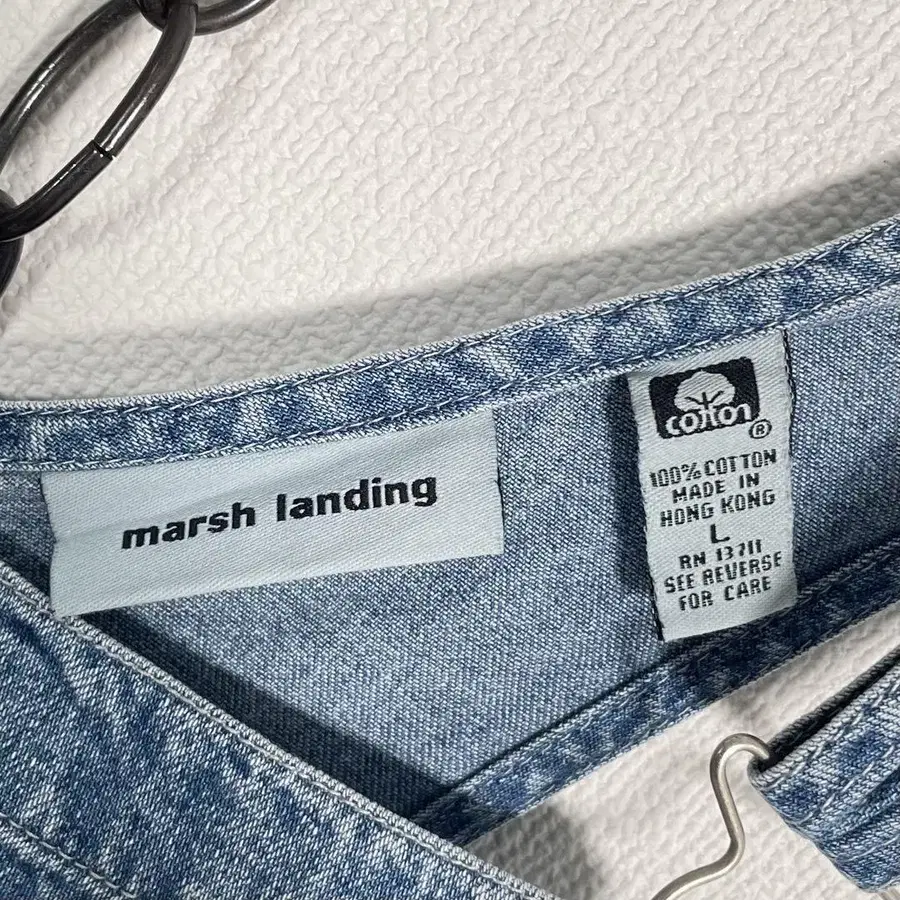 marsh landing
cotton
®
100% COTTON
MADE IN
HONG KONG
L
RN 13711
SEE REVERSE
FOR CARE